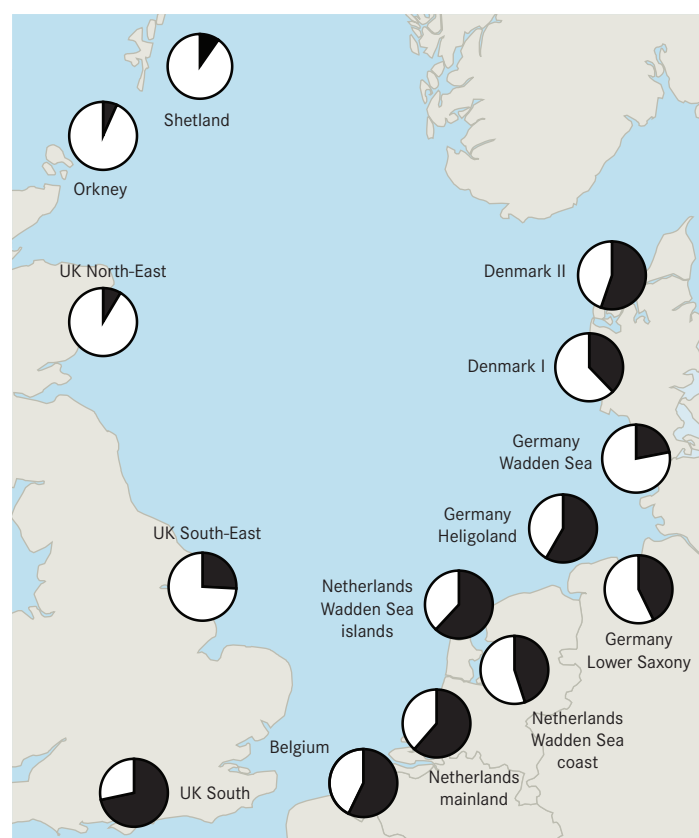 Shetland
Orkney
UK North-East
Denmark II
Denmark I
Germany
Wadden Sea
Germany
Heligoland
UK South-East
Netherlands
Wadden Sea
islands
Germany
Lower Saxony
Netherlands
Wadden Sea
coast
Belgium
Netherlands
mainland
UK South